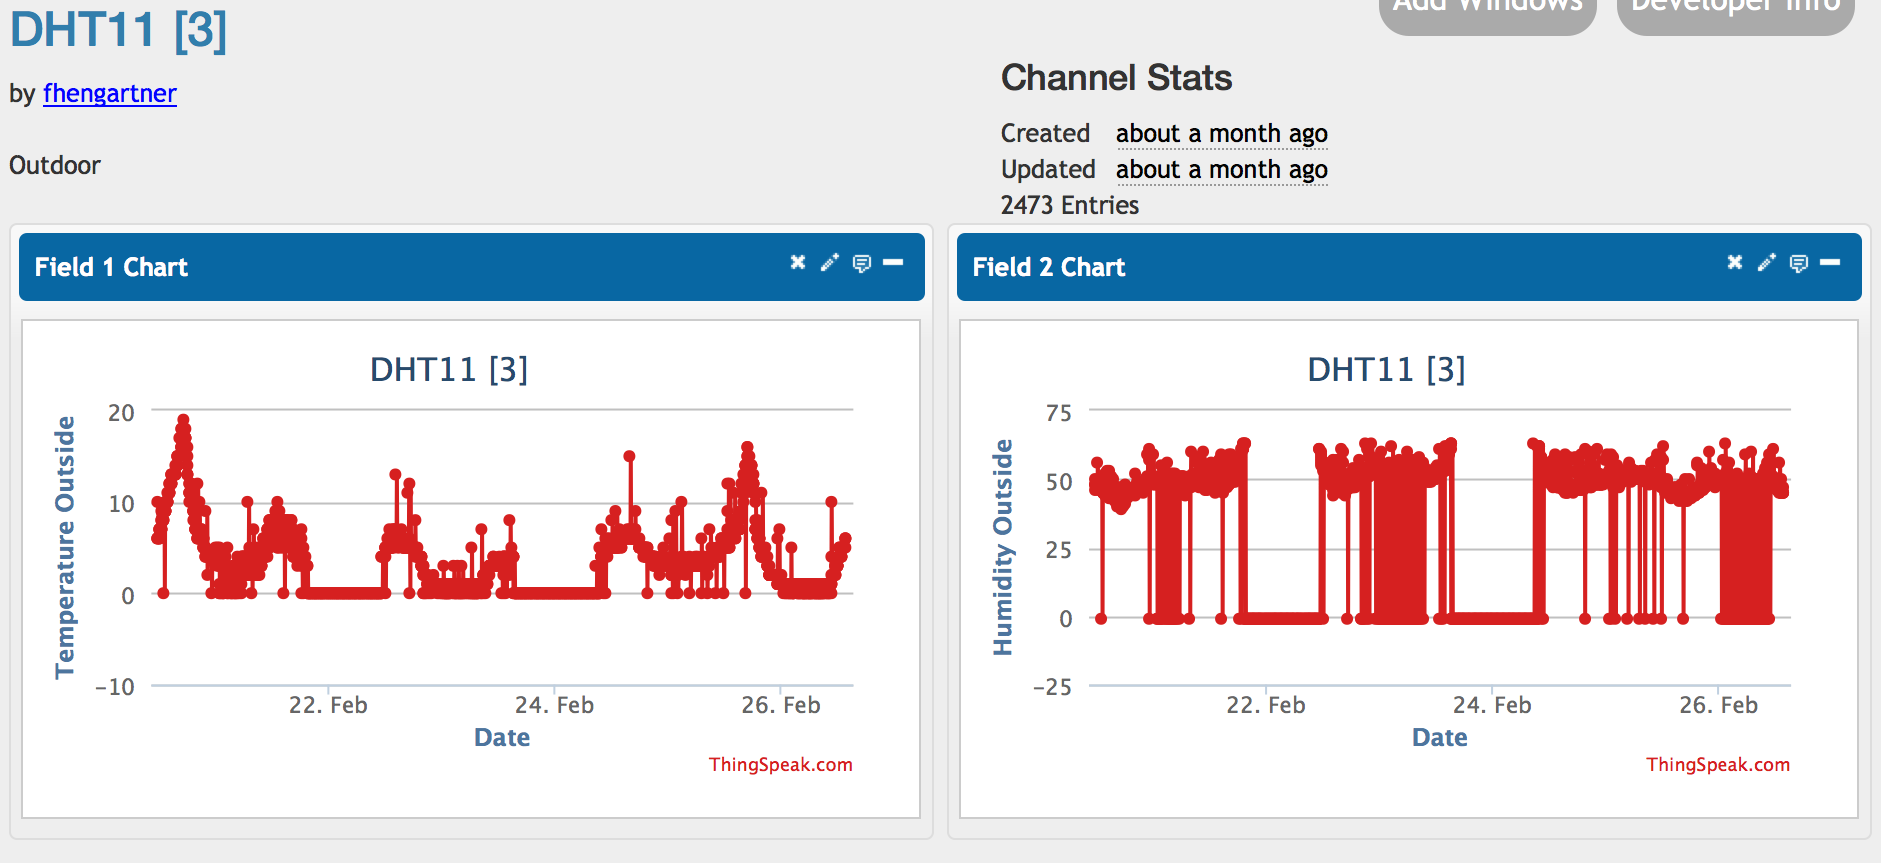 DHT11 [3]
Add Windows
Developer Info
by fhengartner
Outdoor
Channel Stats
Created about a month ago
Updated about a month ago
2473 Entries
Field 1 Chart
DHT11 [3]
20
10
0
−10
Temperature Outside
22. Feb
24. Feb
26. Feb
Date
ThingSpeak.com
Field 2 Chart
DHT11 [3]
75
50
25
0
−25
Humidity Outside
22. Feb
24. Feb
26. Feb
Date
ThingSpeak.com